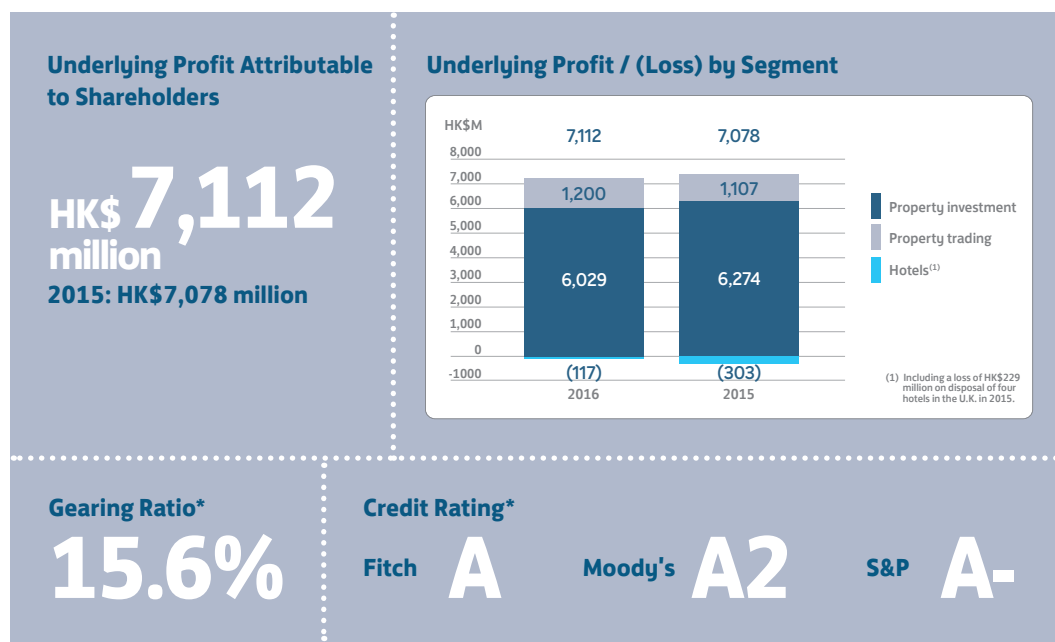 Underlying Profit Attributable
to Shareholders
HK$ 7,112
million
2015: HK$7,078 million
Underlying Profit / (Loss) by Segment
HK$M
7,112 7,078
8,000
7,000
6,000
5,000
4,000
3,000
2,000
1,000
0
-1000
1,200 1,107
6,029 6,274
(117) (303)
2016 2015
Property investment
Property trading
Hotels(1)
(1) Including a loss of HK$229
million on disposal of four
hotels in the U.K. in 2015.
Gearing Ratio*
15.6%
Credit Rating*
Fitch A Moody's A2 S&P A-